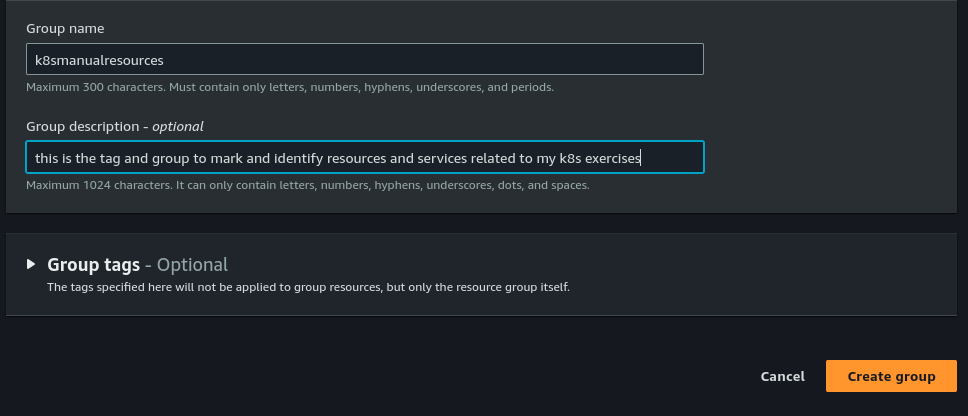 Group name
k8smanualresources
Maximum 300 characters. Must contain only letters, numbers, hyphens, underscores, and periods.
Group description - optional
this is the tag and group to mark and identify resources and services related to my k8s exercises
Maximum 1024 characters. It can only contain letters, numbers, hyphens, underscores, dots, and spaces.
Group tags - Optional
The tags specified here will not be applied to group resources, but only the resource group itself.
Cancel Create group